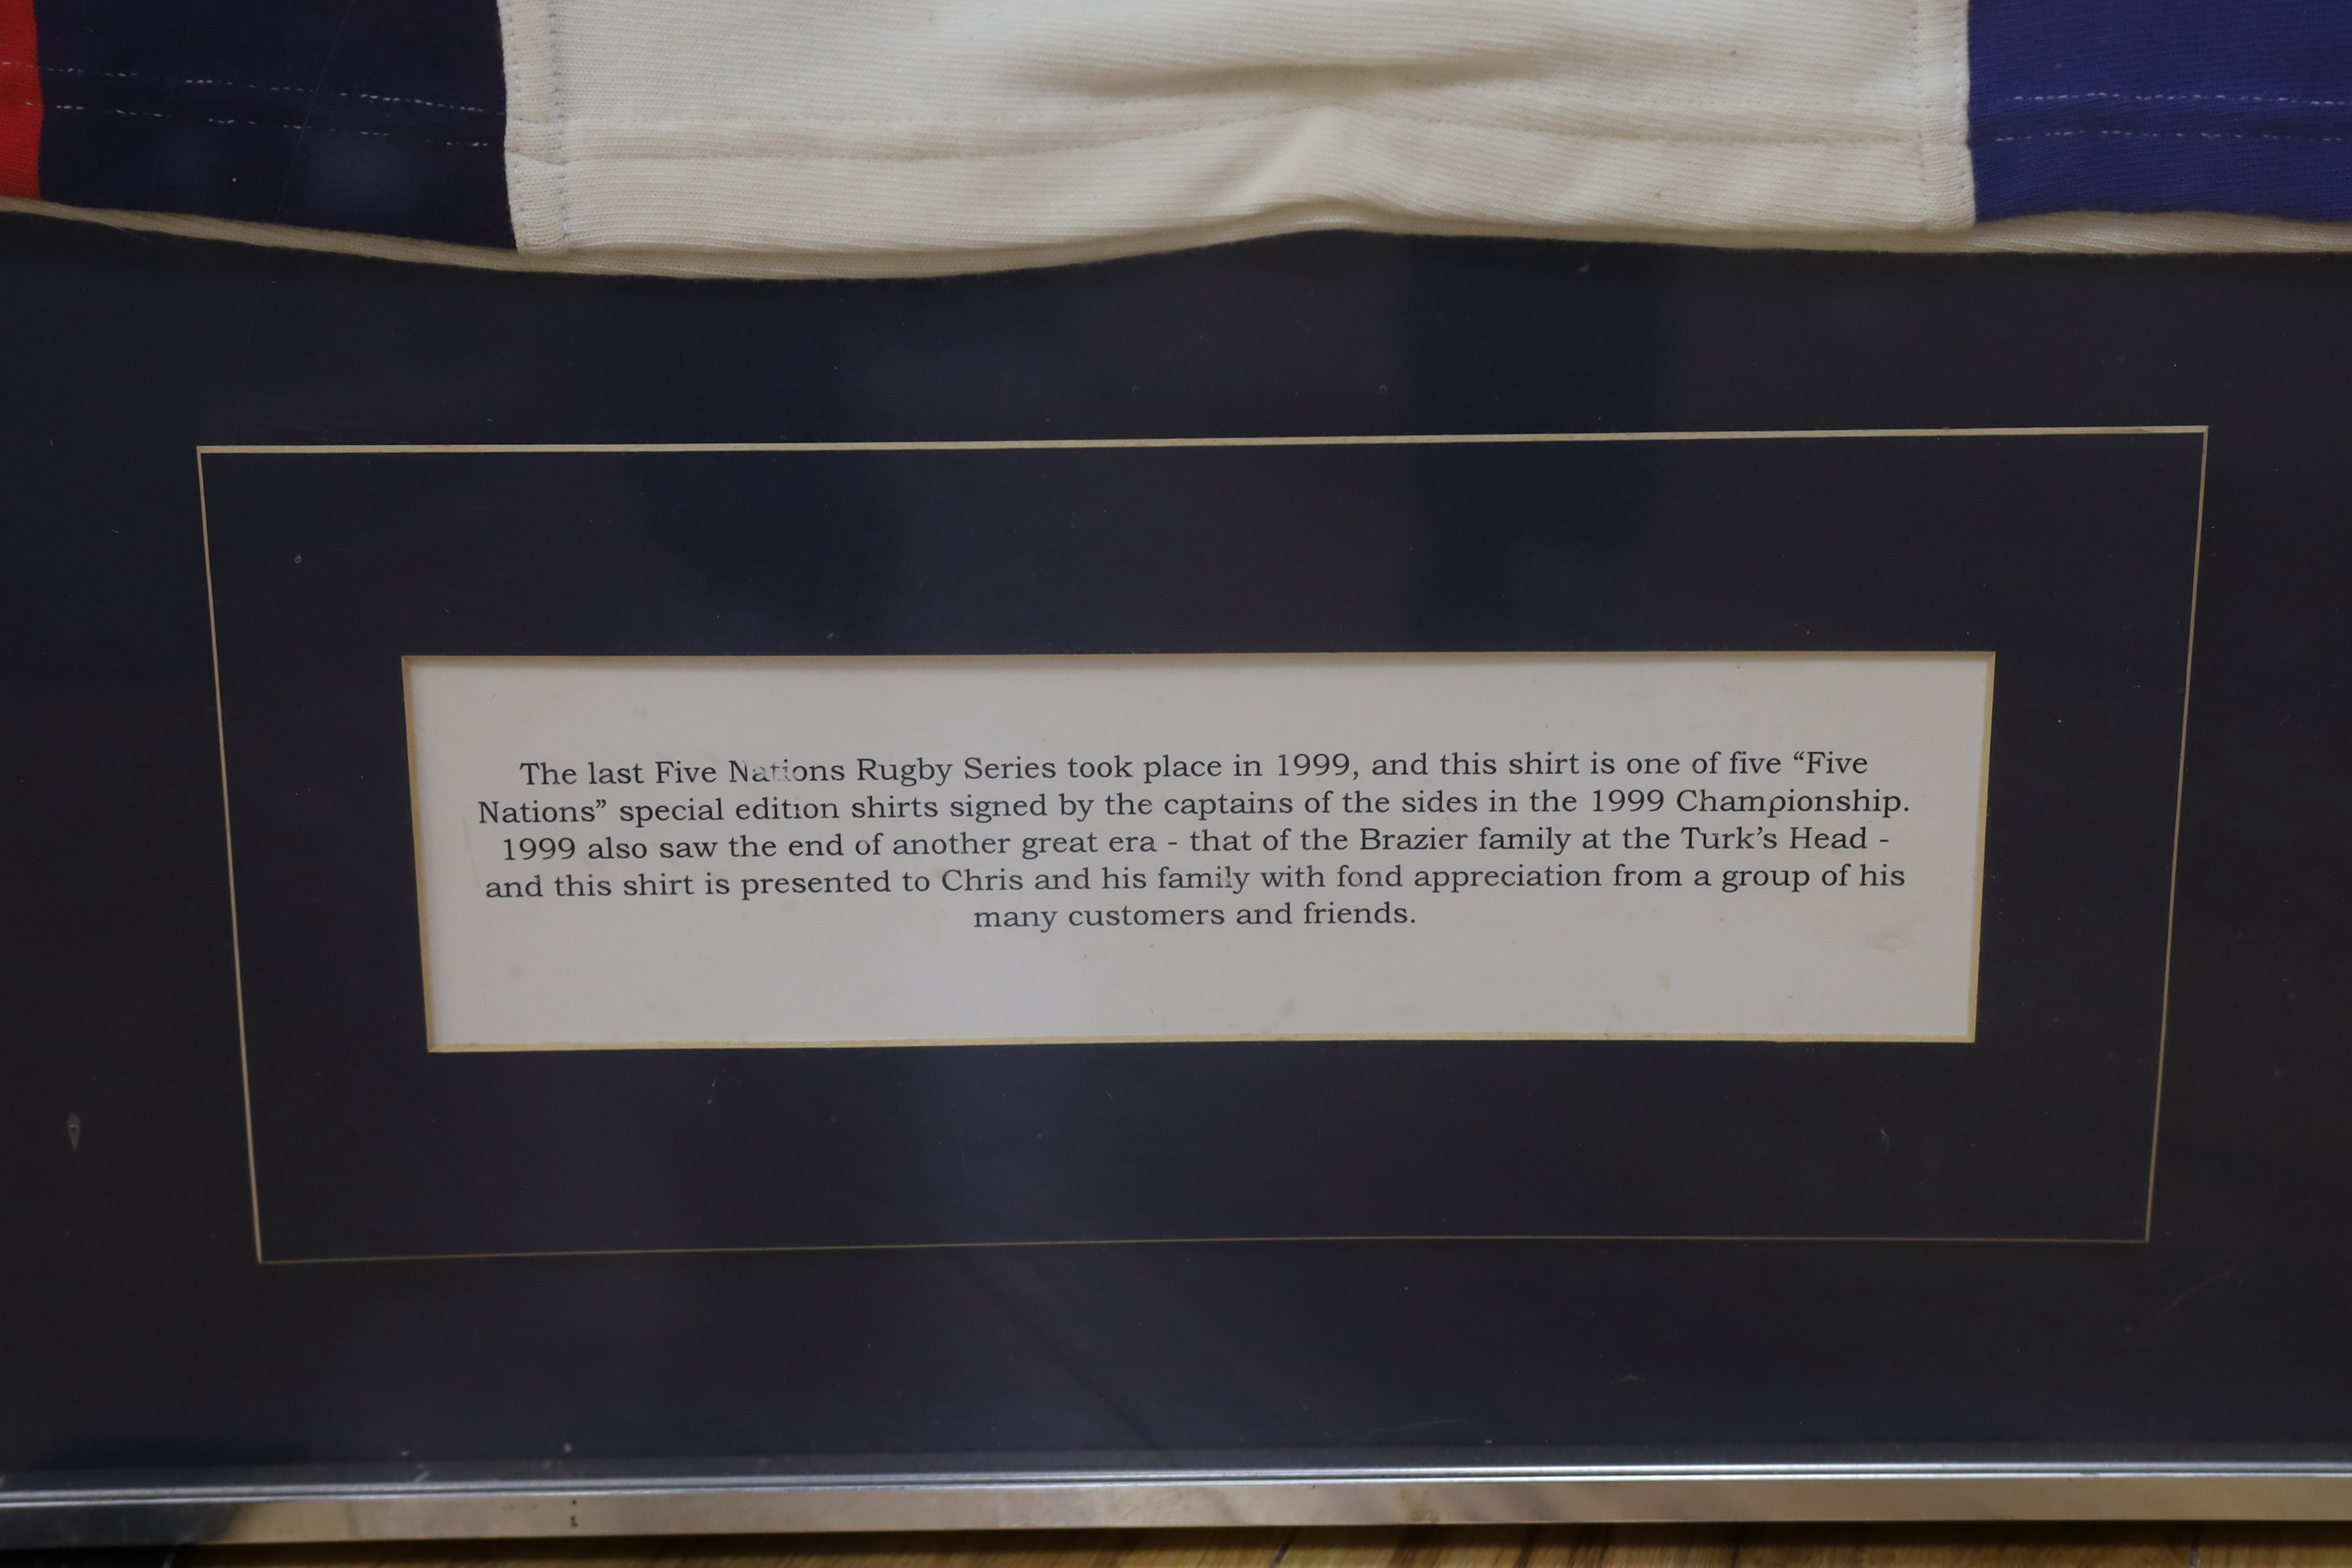 The last Five Nations Rugby Series took place in 1999, and this shirt is one of five “Five
Nations” special edition shirts signed by the captains of the sides in the 1999 Championship.
1999 also saw the end of another great era - that of the Brazier family at the Turk’s Head -
and this shirt is presented to Chris and his family with fond appreciation from a group of his
many customers and friends.